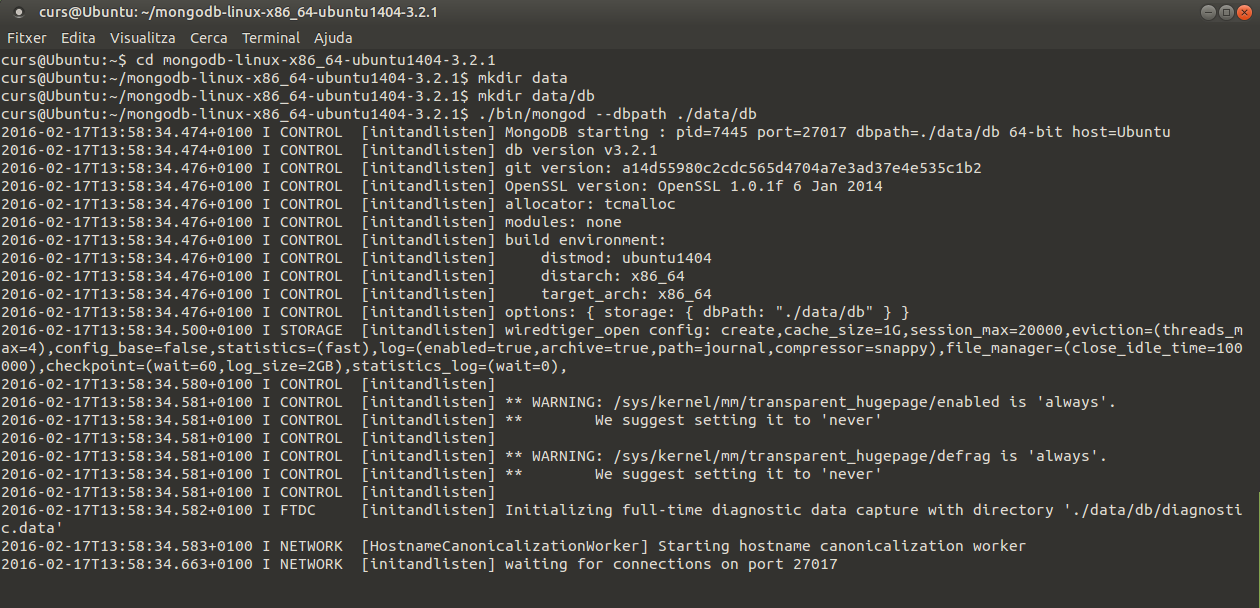 curs@Ubuntu: ~/mongodb-linux-x86_64-ubuntu1404-3.2.1
Fitxer Edita Visualitza Cerca Terminal Ajuda
curs@Ubuntu:~$ cd mongodb-linux-x86_64-ubuntu1404-3.2.1
curs@Ubuntu:~/mongodb-linux-x86_64-ubuntu1404-3.2.1$ mkdir data
curs@Ubuntu:~/mongodb-linux-x86_64-ubuntu1404-3.2.1$ mkdir data/db
curs@Ubuntu:~/mongodb-linux-x86_64-ubuntu1404-3.2.1$ ./bin/mongod --dbpath ./data/db
2016-02-17T13:58:34.474+0100 I CONTROL  [initandlisten] MongoDB starting : pid=7445 port=27017 dbpath=./data/db 64-bit host=Ubuntu
2016-02-17T13:58:34.474+0100 I CONTROL  [initandlisten] db version v3.2.1
2016-02-17T13:58:34.476+0100 I CONTROL  [initandlisten] git version: a14d55980c2cdc565d4704a7e3ad37e4e535c1b2
2016-02-17T13:58:34.476+0100 I CONTROL  [initandlisten] OpenSSL version: OpenSSL 1.0.1f 6 Jan 2014
2016-02-17T13:58:34.476+0100 I CONTROL  [initandlisten] allocator: tcmalloc
2016-02-17T13:58:34.476+0100 I CONTROL  [initandlisten] modules: none
2016-02-17T13:58:34.476+0100 I CONTROL  [initandlisten] build environment:
2016-02-17T13:58:34.476+0100 I CONTROL  [initandlisten]     distmod: ubuntu1404
2016-02-17T13:58:34.476+0100 I CONTROL  [initandlisten]     distarch: x86_64
2016-02-17T13:58:34.476+0100 I CONTROL  [initandlisten]     target_arch: x86_64
2016-02-17T13:58:34.476+0100 I CONTROL  [initandlisten] options: { storage: { dbPath: "./data/db" } }
2016-02-17T13:58:34.500+0100 I STORAGE  [initandlisten] wiredtiger_open config: create,cache_size=1G,session_max=20000,eviction=(threads_m
ax=4),config_base=false,statistics=(fast),log=(enabled=true,archive=true,path=journal,compressor=snappy),file_manager=(close_idle_time=100
000),checkpoint=(wait=60,log_size=2GB),statistics_log=(wait=0),
2016-02-17T13:58:34.580+0100 I CONTROL  [initandlisten]
2016-02-17T13:58:34.581+0100 I CONTROL  [initandlisten] ** WARNING: /sys/kernel/mm/transparent_hugepage/enabled is 'always'.
2016-02-17T13:58:34.581+0100 I CONTROL  [initandlisten] **        We suggest setting it to 'never'
2016-02-17T13:58:34.581+0100 I CONTROL  [initandlisten]
2016-02-17T13:58:34.581+0100 I CONTROL  [initandlisten] ** WARNING: /sys/kernel/mm/transparent_hugepage/defrag is 'always'.
2016-02-17T13:58:34.581+0100 I CONTROL  [initandlisten] **        We suggest setting it to 'never'
2016-02-17T13:58:34.581+0100 I CONTROL  [initandlisten]
2016-02-17T13:58:34.582+0100 I FTDC     [initandlisten] Initializing full-time diagnostic data capture with directory './data/db/diagnosti
c.data'
2016-02-17T13:58:34.583+0100 I NETWORK  [HostnameCanonicalizationWorker] Starting hostname canonicalization worker
2016-02-17T13:58:34.663+0100 I NETWORK  [initandlisten] waiting for connections on port 27017